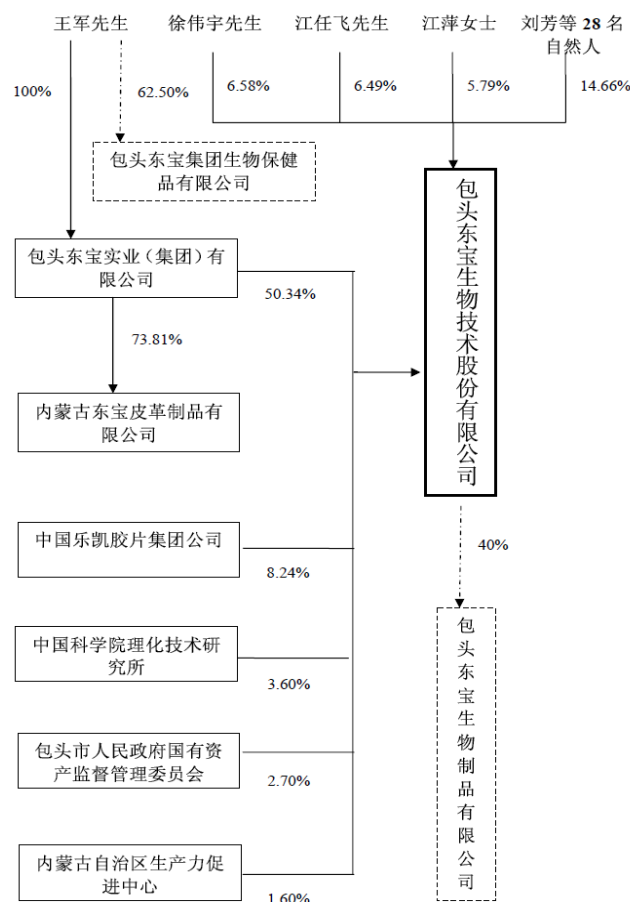 王军先生
徐伟宇先生
江任飞先生
江萍女士
刘芳等 28 名
自然人
100%
62.50%
6.58%
6.49%
5.79%
14.66%
包头东宝集团生物保健
品有限公司
包头东宝生物技术股份有限公司
包头东宝实业（集团）有
限公司
50.34%
73.81%
内蒙古东宝皮革制品有
限公司
中国乐凯胶片集团公司
8.24%
40%
中国科学院理化技术研
究所
3.60%
包头东宝生物制品有限公司
包头市人民政府国有资
产监督管理委员会
2.70%
内蒙古自治区生产力促
进中心
1.60%